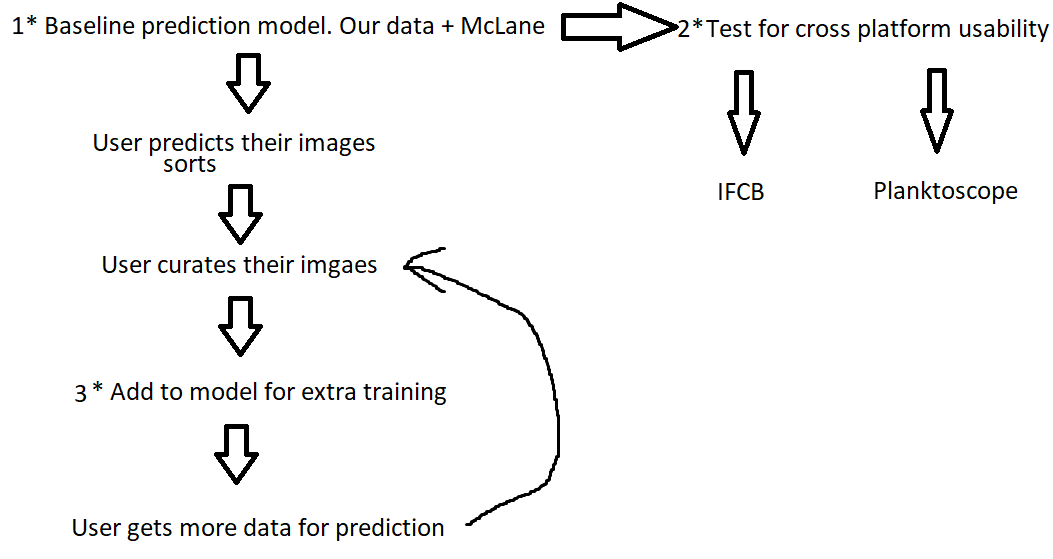 1* Baseline prediction model. Our data + McLane
2* Test for cross platform usability
User predicts their images
sorts
IFCB
Planktoscope
User curates their imgaes
3* Add to model for extra training
User gets more data for prediction